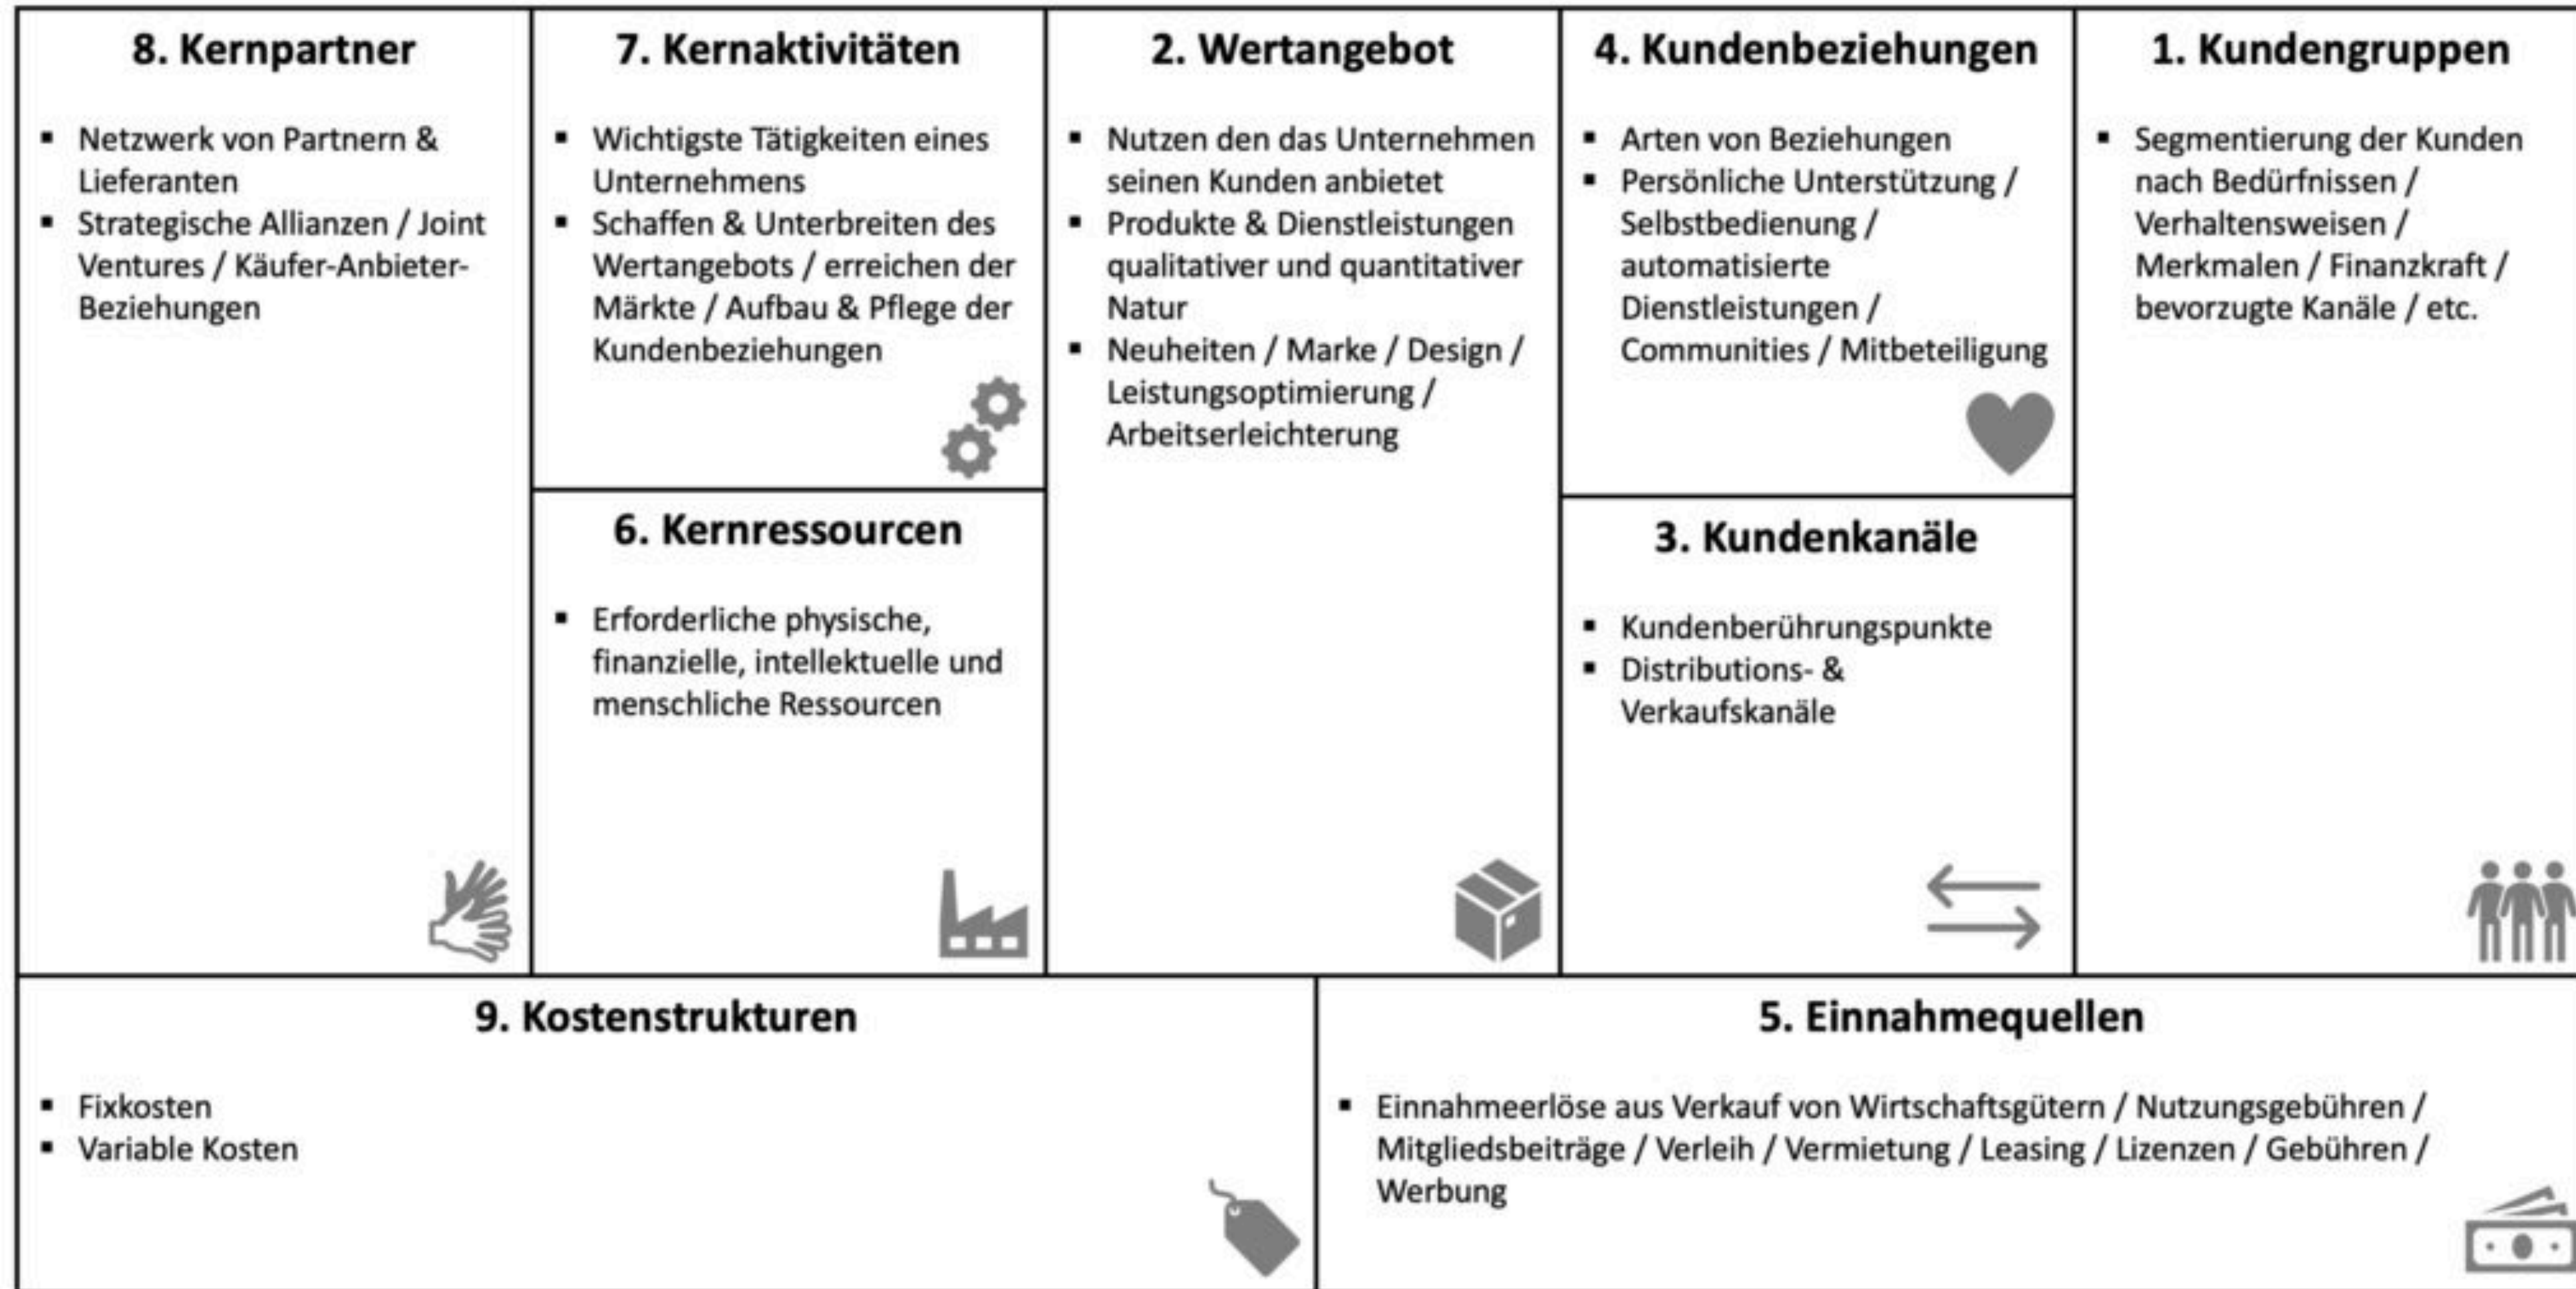 8. Kernpartner
▪ Netzwerk von Partnern &
Lieferanten
▪ Strategische Allianzen / Joint
Ventures / Käufer-Anbieter-
Beziehungen
7. Kernaktivitäten
▪ Wichtigste Tätigkeiten eines
Unternehmens
▪ Schaffen & Unterbreiten des
Wertangebots / erreichen der
Märkte / Aufbau & Pflege der
Kundenbeziehungen
6. Kernressourcen
▪ Erforderliche physische,
finanzielle, intellektuelle und
menschliche Ressourcen
2. Wertangebot
▪ Nutzen den das Unternehmen
seinen Kunden anbietet
▪ Produkte & Dienstleistungen
qualitativer und quantitativer
Natur
▪ Neuheiten / Marke / Design /
Leistungsoptimierung /
Arbeitserleichterung
4. Kundenbeziehungen
▪ Arten von Beziehungen
▪ Persönliche Unterstützung /
Selbstbedienung /
automatisierte
Dienstleistungen /
Communities / Mitbeteiligung
3. Kundenkanäle
▪ Kundenberührungspunkte
▪ Distributions- &
Verkaufskanäle
1. Kundengruppen
▪ Segmentierung der Kunden
nach Bedürfnissen /
Verhaltensweisen /
Merkmalen / Finanzkraft /
bevorzugte Kanäle / etc.
9. Kostenstrukturen
▪ Fixkosten
▪ Variable Kosten
5. Einnahmequellen
▪ Einnahmeerlöse aus Verkauf von Wirtschaftsgütern / Nutzungsgebühren /
Mitgliedsbeiträge / Verleih / Vermietung / Leasing / Lizenzen / Gebühren /
Werbung